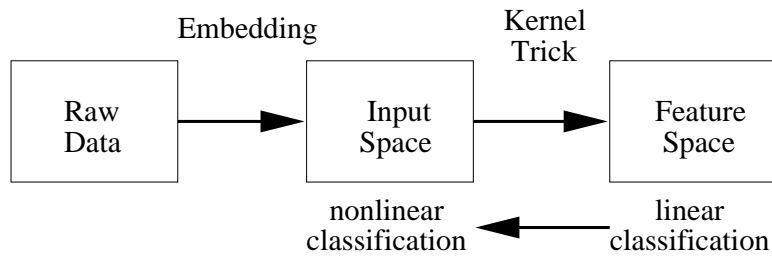 Embedding
Kernel
Trick
Raw
Data
Input
Space
Feature
Space
nonlinear
classification
linear
classification